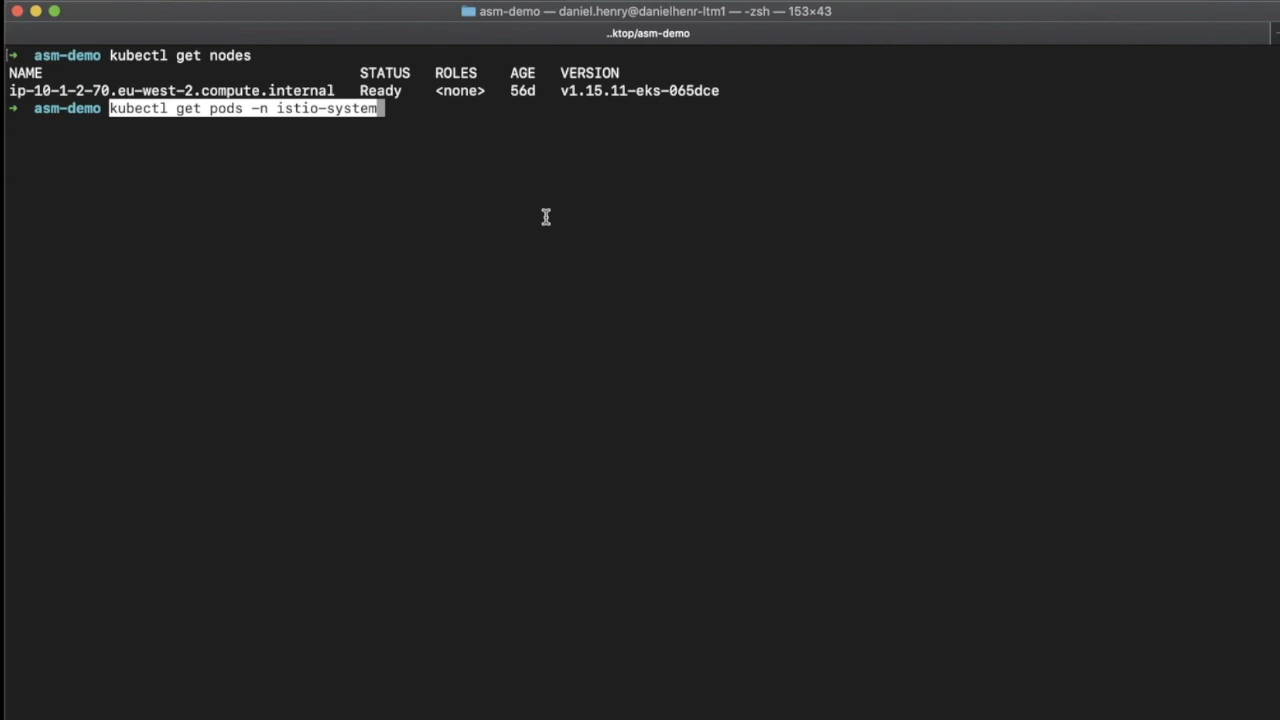 asm-demo — daniel.henry@danielhenr-ltm1 — -zsh — 153×43
..ktop/asm-demo
➜ asm-demo kubectl get nodes
NAME STATUS ROLES AGE VERSION
ip-10-1-2-70.eu-west-2.compute.internal Ready <none> 56d v1.15.11-eks-065dce
➜ asm-demo kubectl get pods -n istio-system